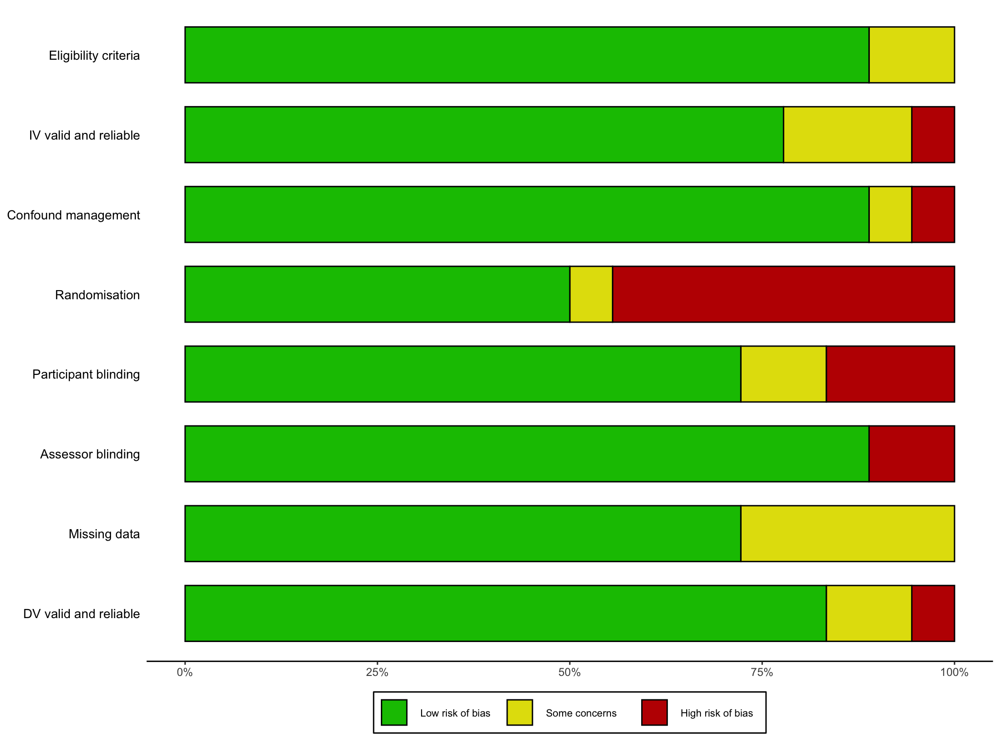 Eligibility criteria
IV valid and reliable
Confound management
Randomisation
Participant blinding
Assessor blinding
Missing data
DV valid and reliable
0% 25% 50% 75% 100%
Low risk of bias Some concerns High risk of bias